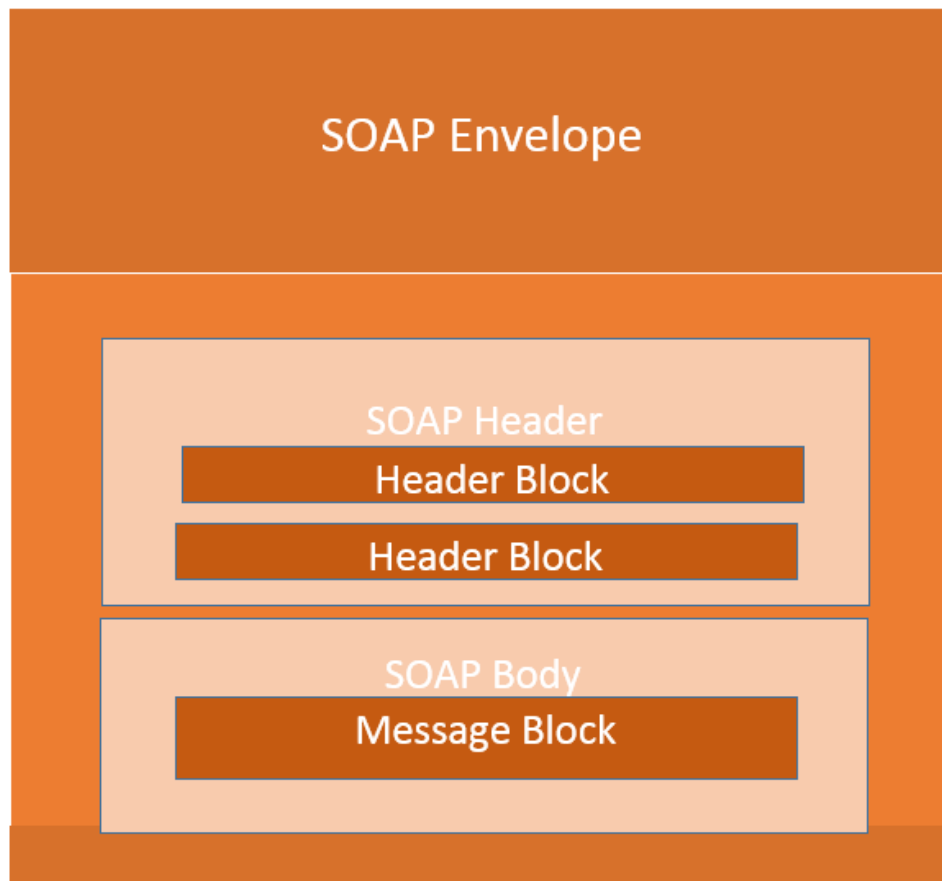 SOAP Envelope
SOAP Header
Header Block
Header Block
SOAP Body
Message Block